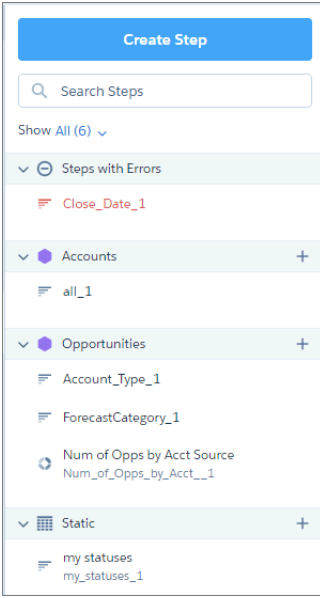 Create Step
Search Steps
Show All (6)
Steps with Errors
Close_Date_1
Accounts
all_1
Opportunities
Account_Type_1
ForecastCategory_1
Num of Opps by Acct Source
Num_of_Opps_by_Acct__1
Static
my statuses
my_statuses_1